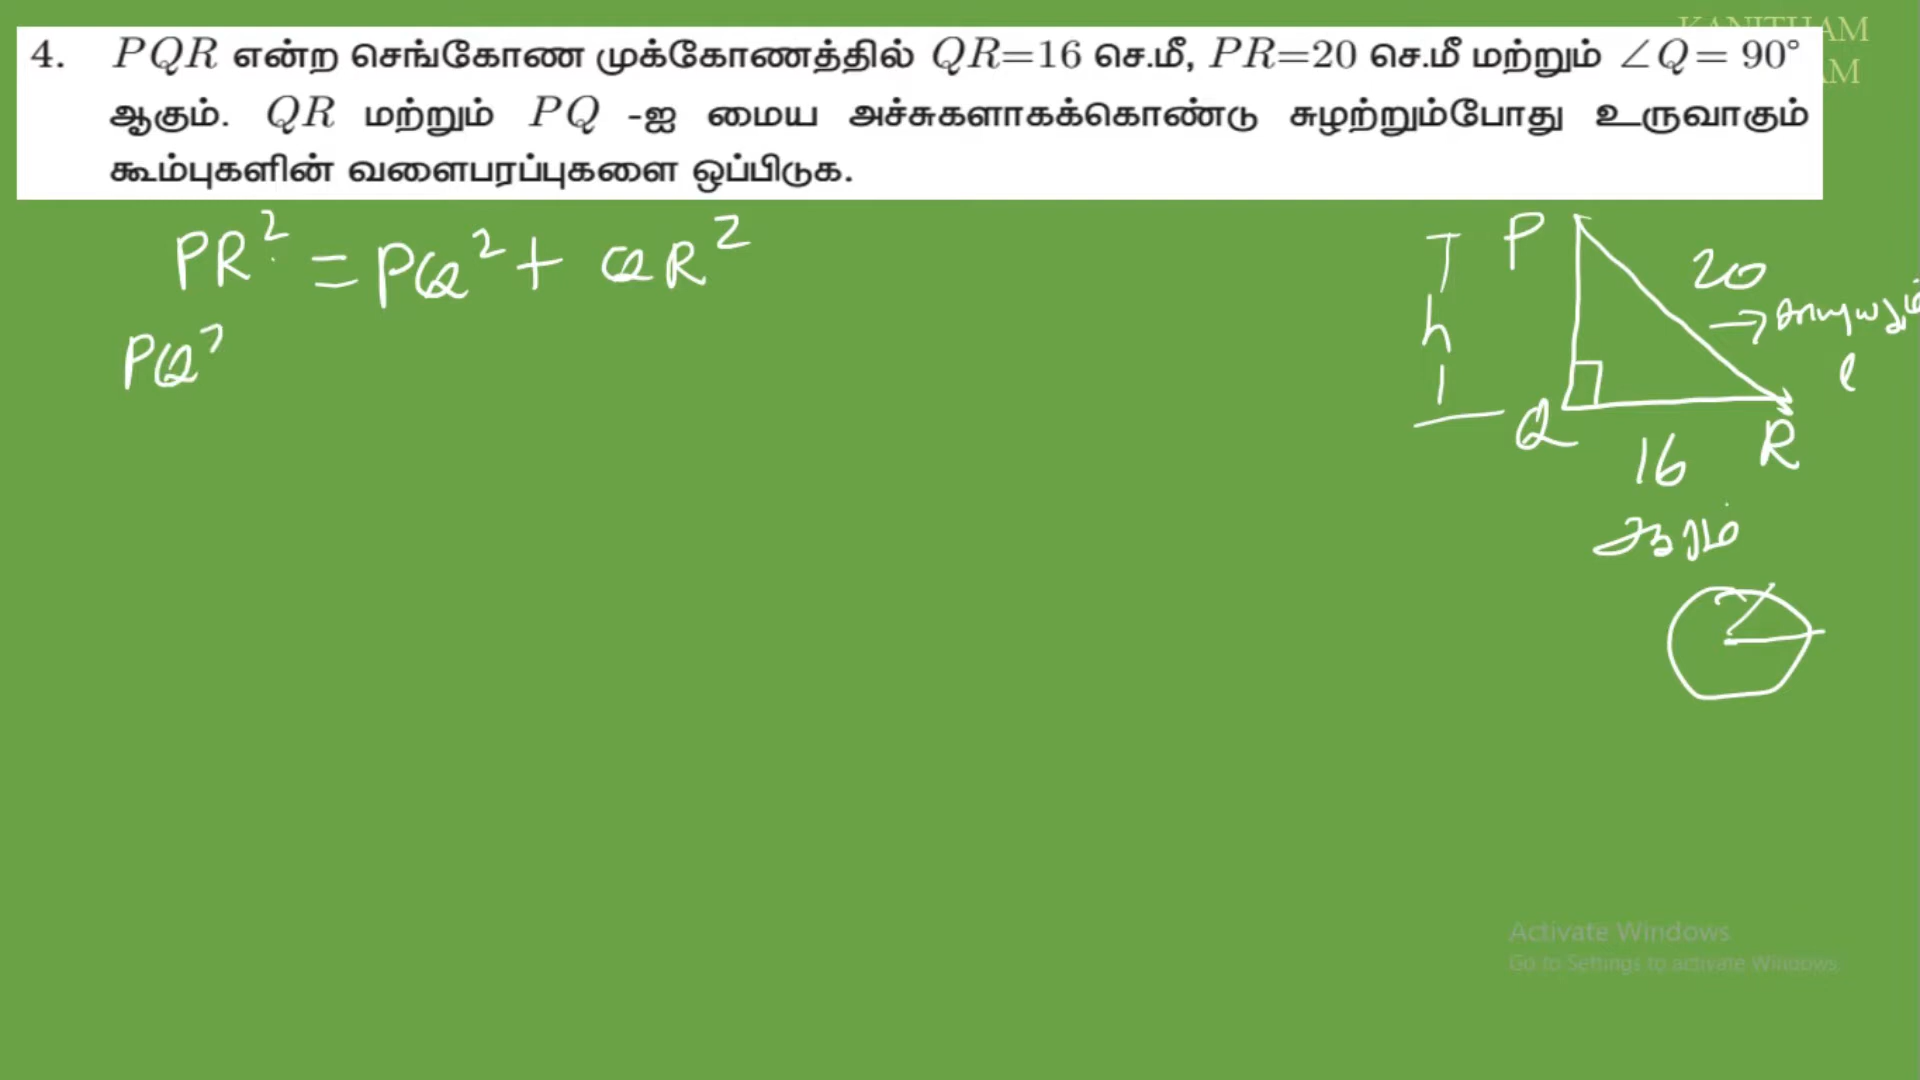 KANITHAM
AM
4. PQR என்ற செங்கோண முக்கோணத்தில் QR=16 செ.மீ, PR=20 செ.மீ மற்றும் ∠Q= 90°
ஆகும். QR மற்றும் PQ -ஐ மைய அச்சுகளாகக்கொண்டு சுழற்றும்போது உருவாகும்
கூம்புகளின் வளைபரப்புகளை ஒப்பிடுக.
PR² = PQ² + QR²
PQ²
P
20
h
l
Q
R
16
ஆரம்
Activate Windows
Go to Settings to activate Windows.